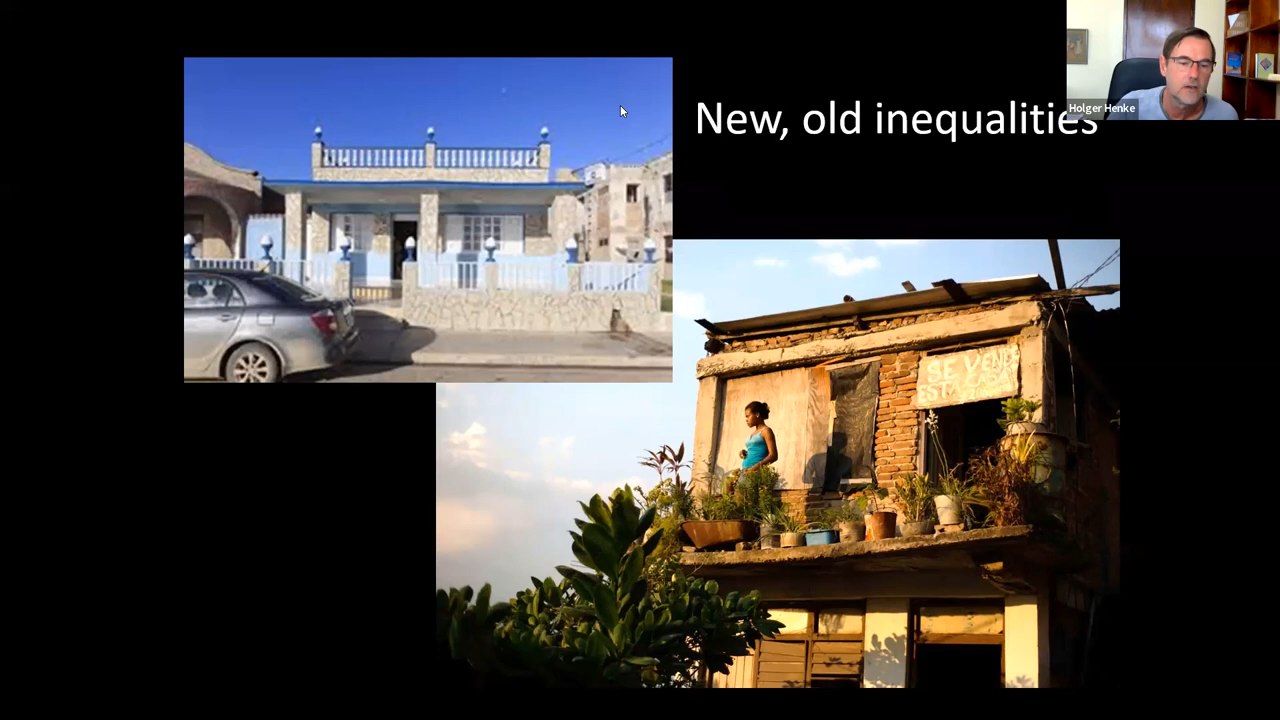 Holger Henke
New, old inequalities
SE VENDE
ESTA CASA